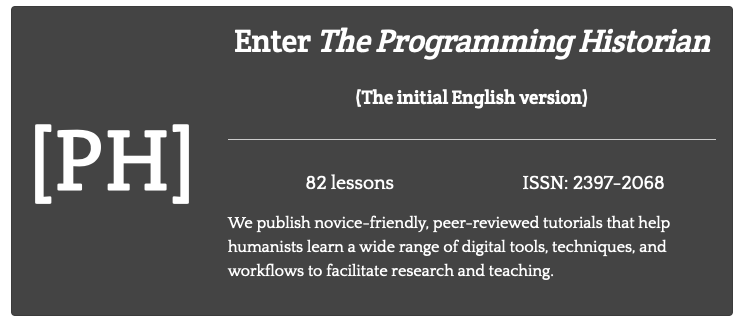 Enter The Programming Historian
(The initial English version)
[PH]
82 lessons
ISSN: 2397-2068
We publish novice-friendly, peer-reviewed tutorials that help
humanists learn a wide range of digital tools, techniques, and
workflows to facilitate research and teaching.